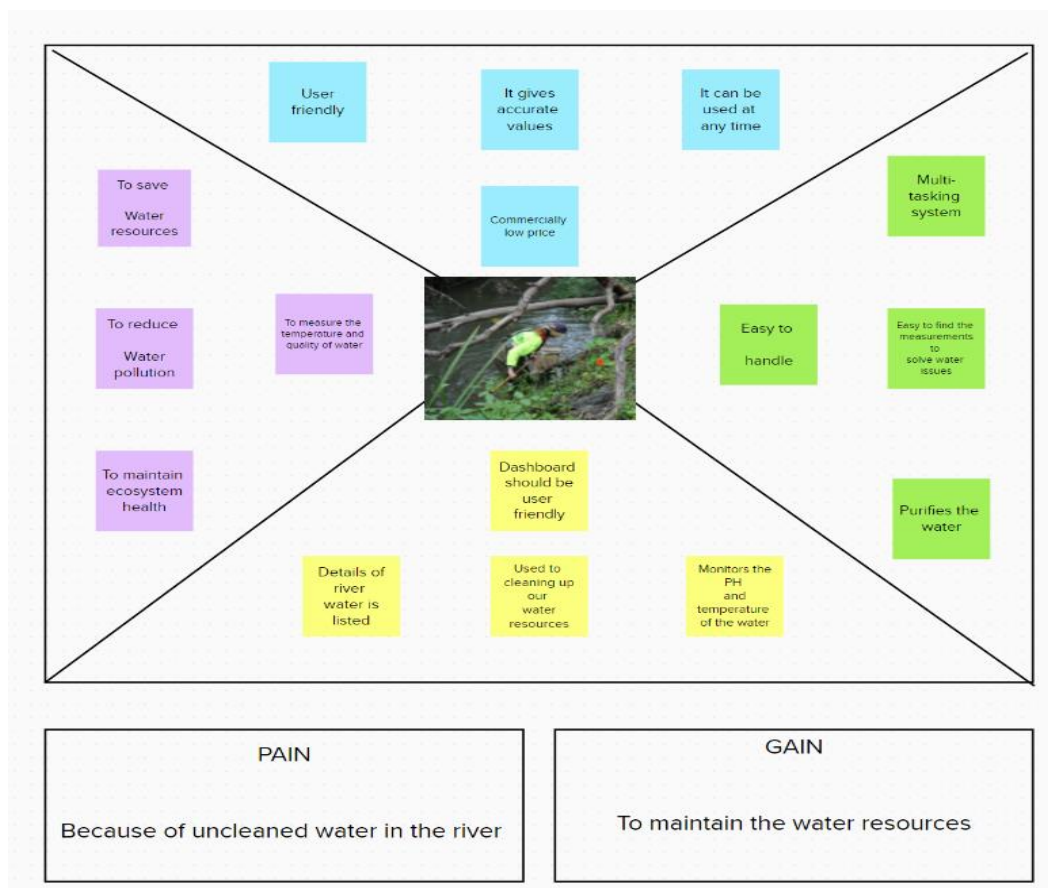 User
friendly
It gives
accurate
values
It can be
used at
any time
Commercially
low price
To save
Water
resources
To reduce
Water
pollution
To measure the
temperature and
quality of water
To maintain
ecosystem
health
Multi-
tasking
system
Easy to
handle
Easy to find the
measurements
to
solve water
issues
Purifies the
water
Dashboard
should be
user
friendly
Details of
river
water is
listed
Used to
cleaning up
our
water
resources
Monitors the
PH
and
temperature
of the water
PAIN
Because of uncleaned water in the river
GAIN
To maintain the water resources